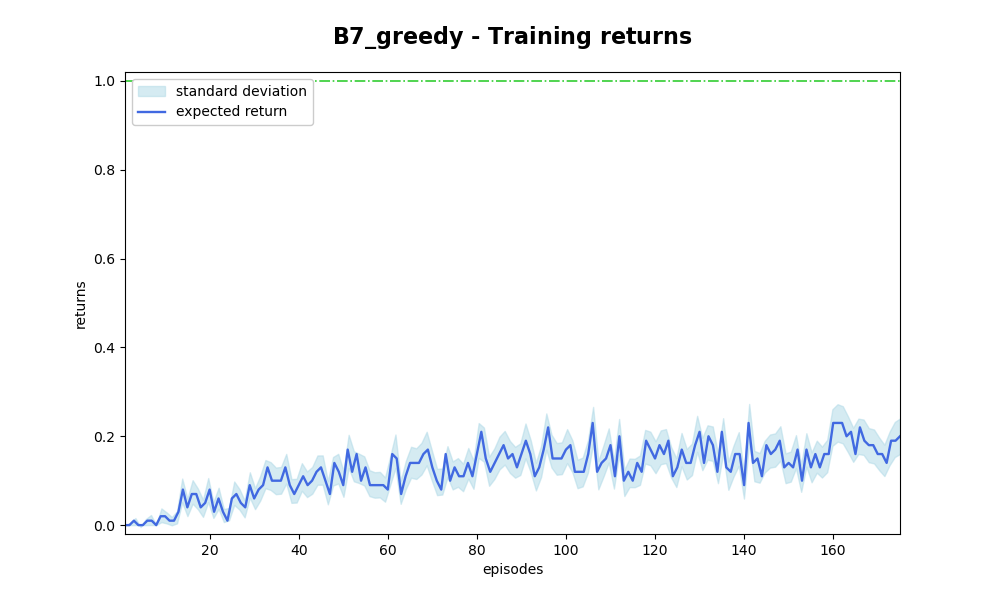 B7_greedy - Training returns
standard deviation
expected return
returns
1.0
0.8
0.6
0.4
0.2
0.0
20 40 60 80 100 120 140 160
episodes